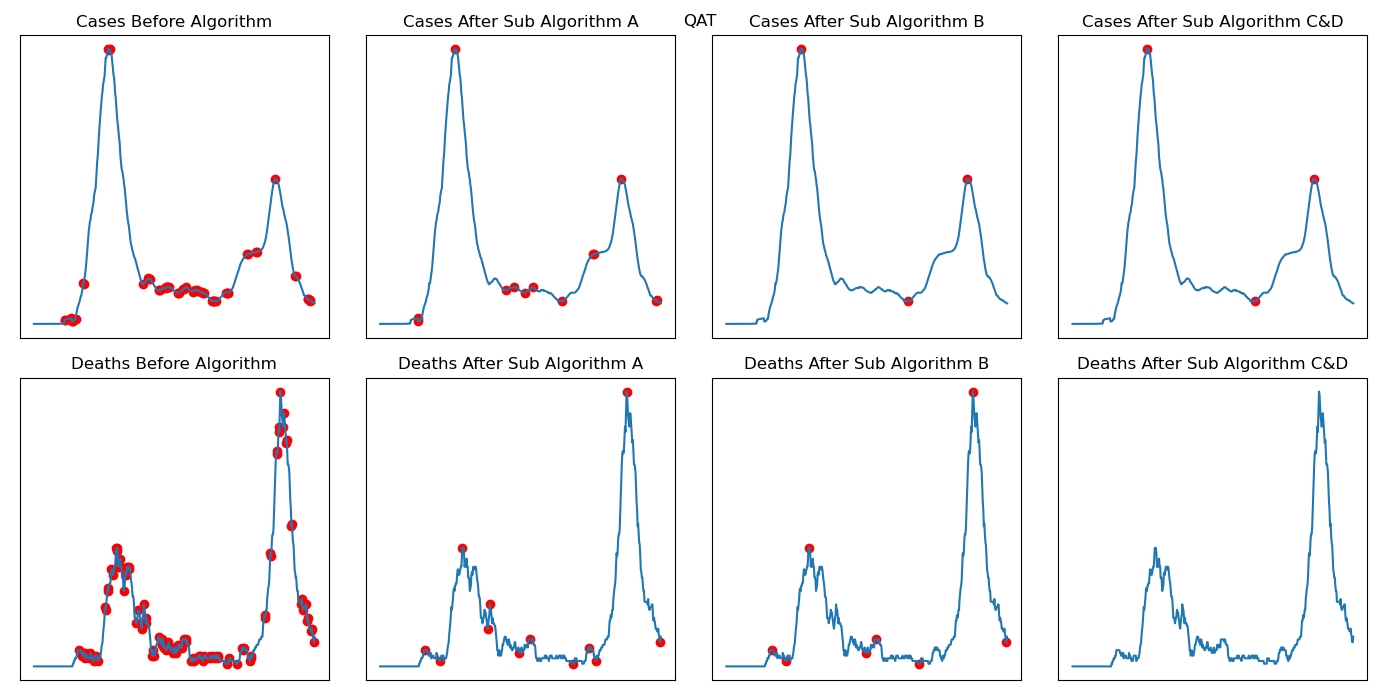 QAT
Cases Before Algorithm
Cases After Sub Algorithm A
Cases After Sub Algorithm B
Cases After Sub Algorithm C&D
Deaths Before Algorithm
Deaths After Sub Algorithm A
Deaths After Sub Algorithm B
Deaths After Sub Algorithm C&D